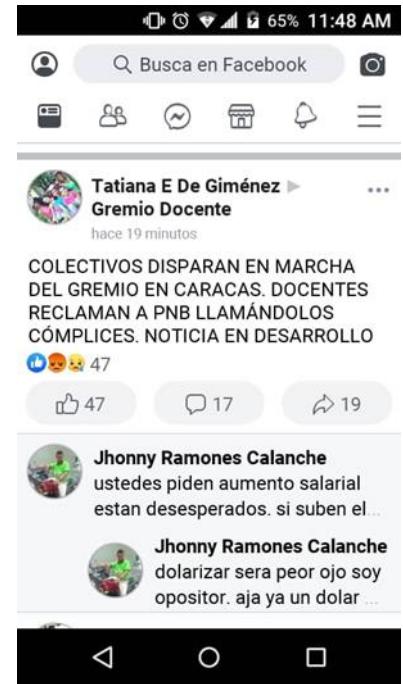 65% 11:48 AM
Busca en Facebook
Tatiana E De Giménez
Gremio Docente
hace 19 minutos
COLECTIVOS DISPARAN EN MARCHA
DEL GREMIO EN CARACAS. DOCENTES
RECLAMAN A PNB LLAMÁNDOLOS
CÓMPLICES. NOTICIA EN DESARROLLO
47
47 17 19
Jhonny Ramones Calanche
ustedes piden aumento salarial
estan desesperados. si suben el...
Jhonny Ramones Calanche
dolarizar sera peor ojo soy
opositor. aja ya un dolar ...